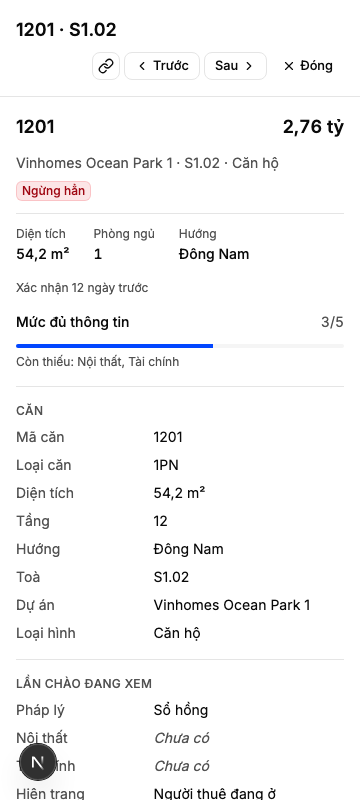 1201 · S1.02
Trước
Sau
Đóng
1201 2,76 tỷ
Vinhomes Ocean Park 1 · S1.02 · Căn hộ
Ngừng hẳn
Diện tích Phòng ngủ Hướng
54,2 m² 1 Đông Nam
Xác nhận 12 ngày trước
Mức đủ thông tin 3/5
Còn thiếu: Nội thất, Tài chính
CĂN
Mã căn 1201
Loại căn 1PN
Diện tích 54,2 m²
Tầng 12
Hướng Đông Nam
Toà S1.02
Dự án Vinhomes Ocean Park 1
Loại hình Căn hộ
LẦN CHÀO ĐANG XEM
Pháp lý Sổ hồng
Nội thất Chưa có
Chưa có
Hiện trạng Người thuê đang ở
N